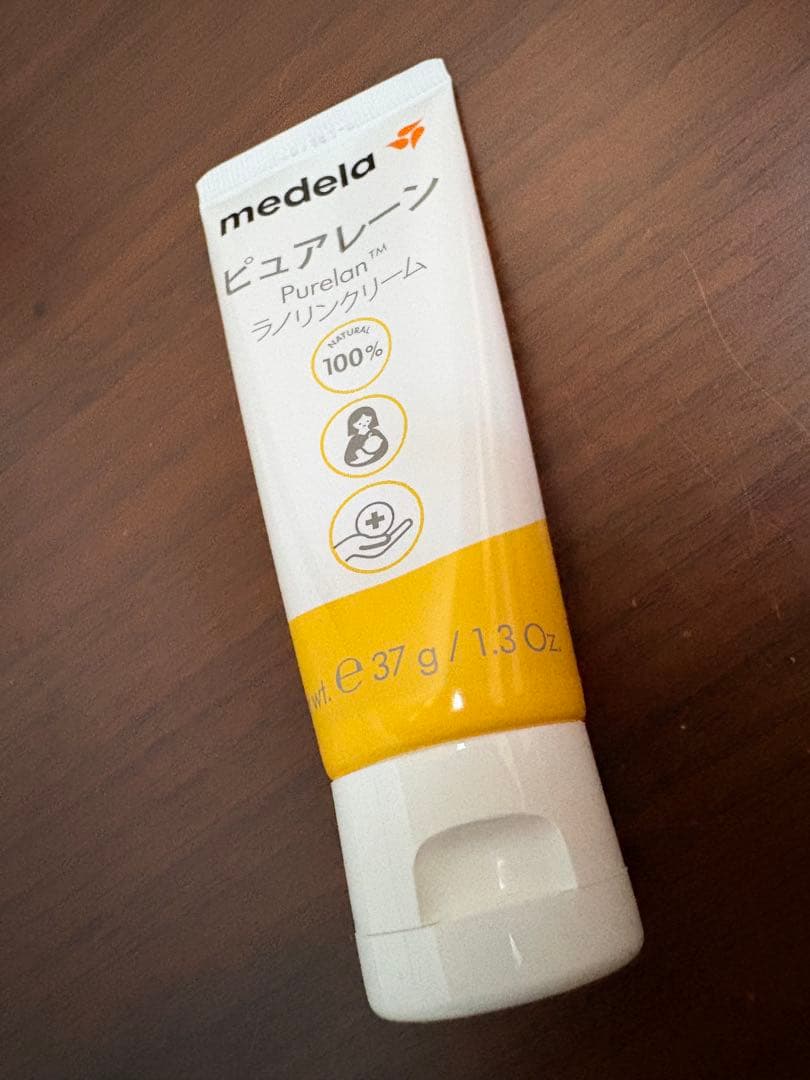 medela
ピュアレーン
Purelan™
ラノリンクリーム
NATURAL
100%
wt. ℮ 37 g / 1.3 Oz.